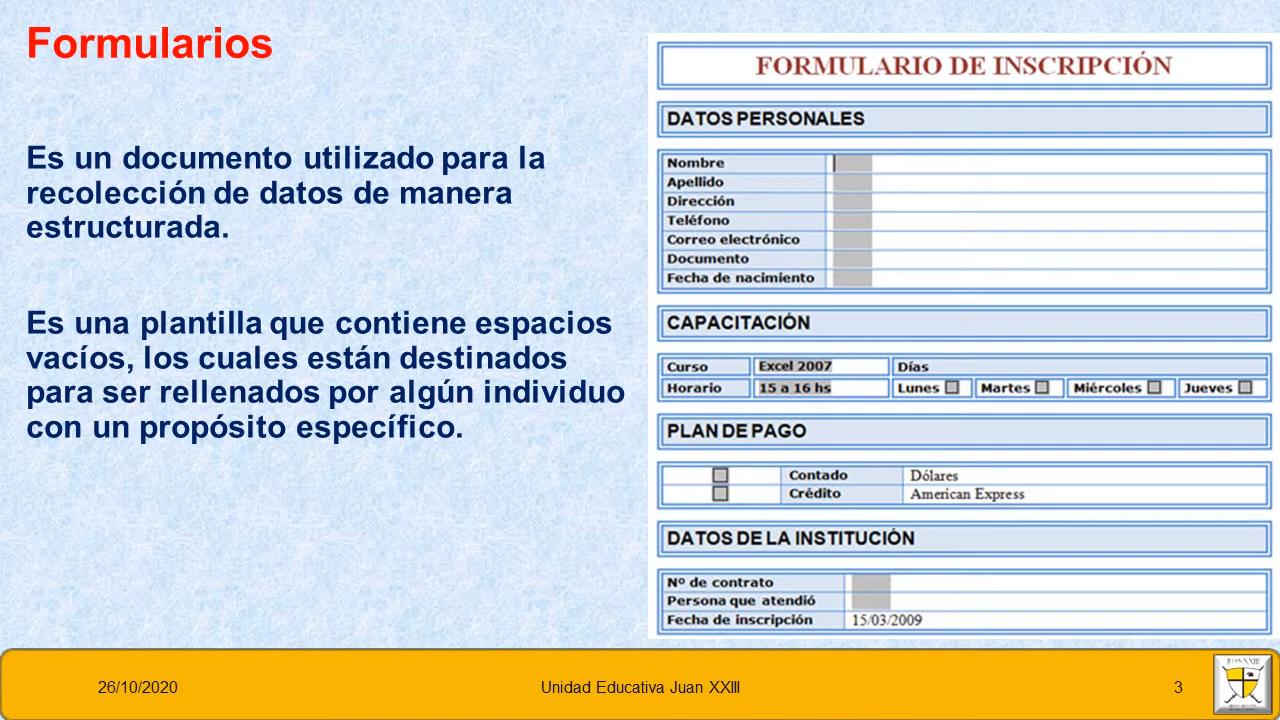 Formularios
Es un documento utilizado para la
recolección de datos de manera
estructurada.
Es una plantilla que contiene espacios
vacíos, los cuales están destinados
para ser rellenados por algún individuo
con un propósito específico.
FORMULARIO DE INSCRIPCIÓN
DATOS PERSONALES
Nombre
Apellido
Dirección
Teléfono
Correo electrónico
Documento
Fecha de nacimiento
CAPACITACIÓN
Curso Excel 2007 Días
Horario 15 a 16 hs Lunes Martes Miércoles Jueves
PLAN DE PAGO
Contado Dólares
Crédito American Express
DATOS DE LA INSTITUCIÓN
Nº de contrato
Persona que atendió
Fecha de inscripción 15/03/2009
26/10/2020 Unidad Educativa Juan XXIII 3
JUAN XXIII